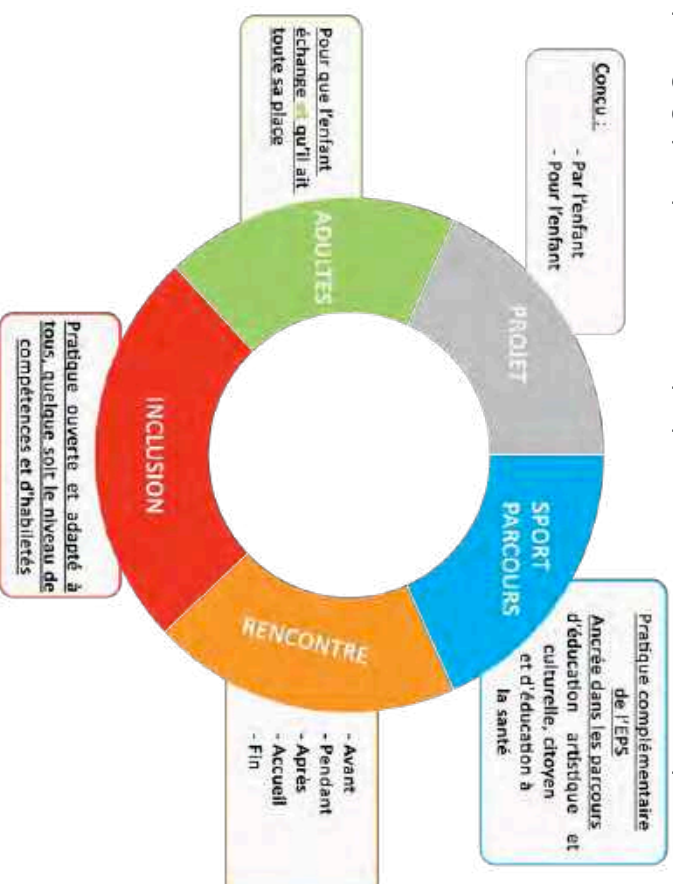 Conçu :
- Par l'enfant
- Pour l'enfant
PROJET
Pratique complémentaire
de l'EPS
Ancrée dans les parcours
d'éducation artistique et
culturelle, citoyen
et d'éducation à
la santé
SPORT
PARCOURS
Pour que l'enfant
échange et qu'il ait
toute sa place
ADULTES
INCLUSION
Pratique ouverte et adapté à
tous, quelque soit le niveau de
compétences et d'habiletés
RENCONTRE
- Avant
- Pendant
- Après
- Accueil
- Fin